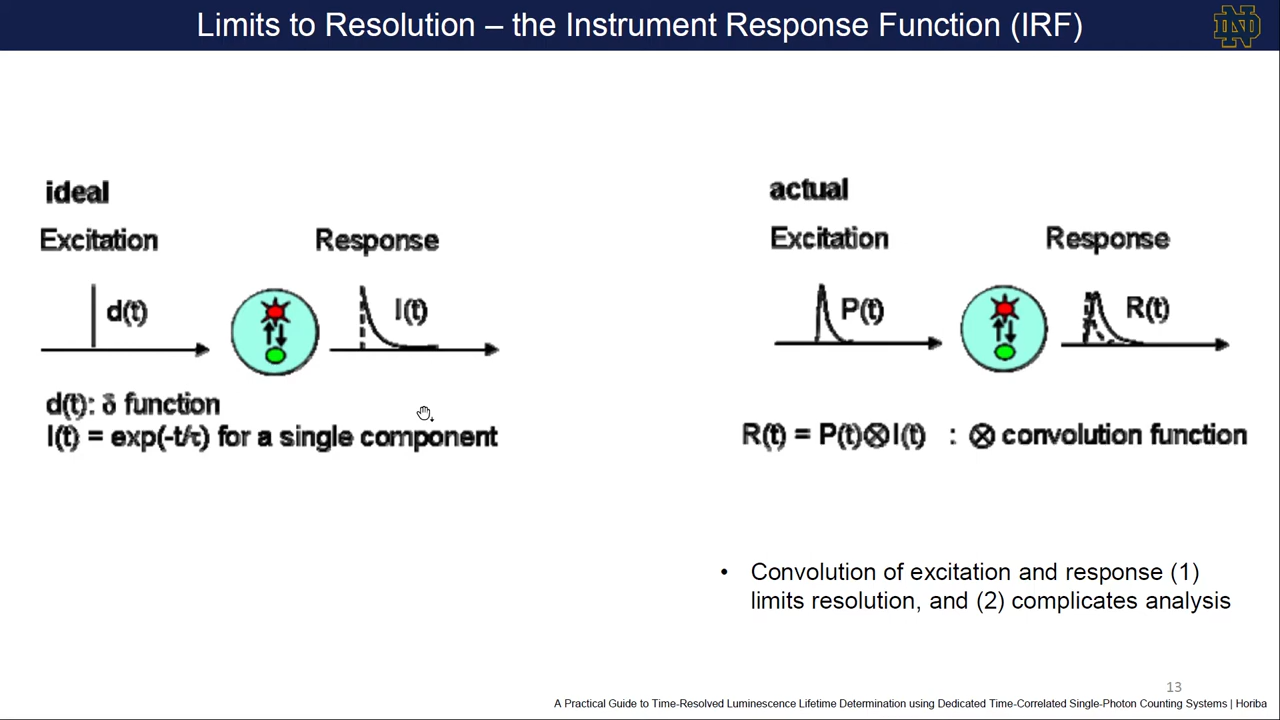 Limits to Resolution – the Instrument Response Function (IRF)
ND
ideal
Excitation
Response
d(t)
I(t)
d(t): δ function
I(t) = exp(-t/τ) for a single component
actual
Excitation
Response
P(t)
R(t)
R(t) = P(t)⊗I(t) : ⊗ convolution function
• Convolution of excitation and response (1)
limits resolution, and (2) complicates analysis
13
A Practical Guide to Time-Resolved Luminescence Lifetime Determination using Dedicated Time-Correlated Single-Photon Counting Systems | Horiba